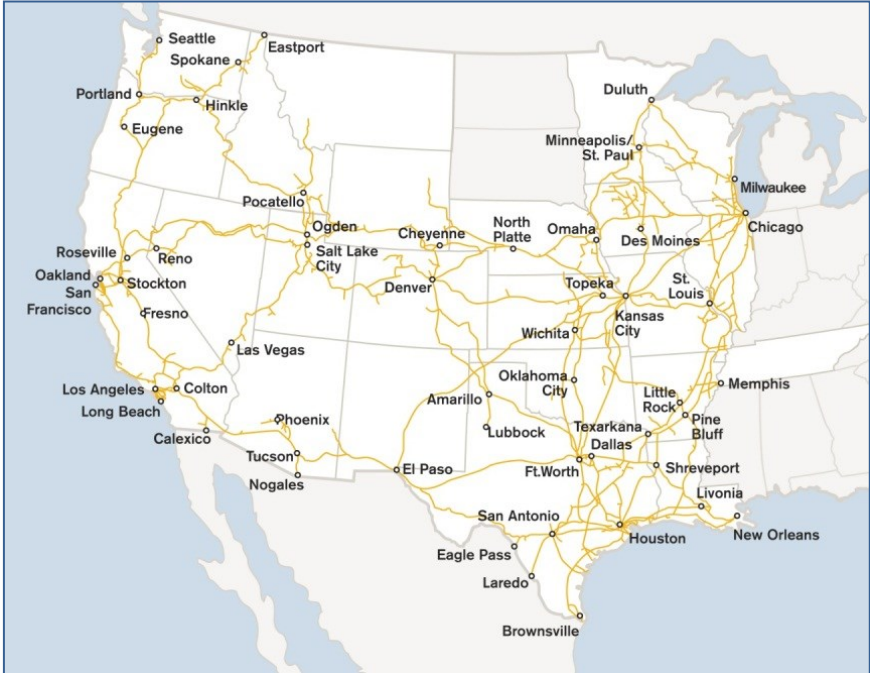 Seattle
Eastport
Spokane
Duluth
Portland
Hinkle
Eugene
Minneapolis/
St. Paul
Milwaukee
Pocatello
Chicago
Ogden
Cheyenne
North
Platte
Omaha
Des Moines
Roseville
Reno
Salt Lake
City
Oakland
San
Francisco
Stockton
Denver
Topeka
St.
Louis
Fresno
Kansas
City
Wichita
Las Vegas
Los Angeles
Colton
Oklahoma
City
Memphis
Long Beach
Amarillo
Little
Rock
Calexico
Phoenix
Lubbock
Texarkana
Pine
Bluff
Dallas
Tucson
El Paso
Ft.Worth
Shreveport
Nogales
Livonia
San Antonio
Houston
New Orleans
Eagle Pass
Laredo
Brownsville